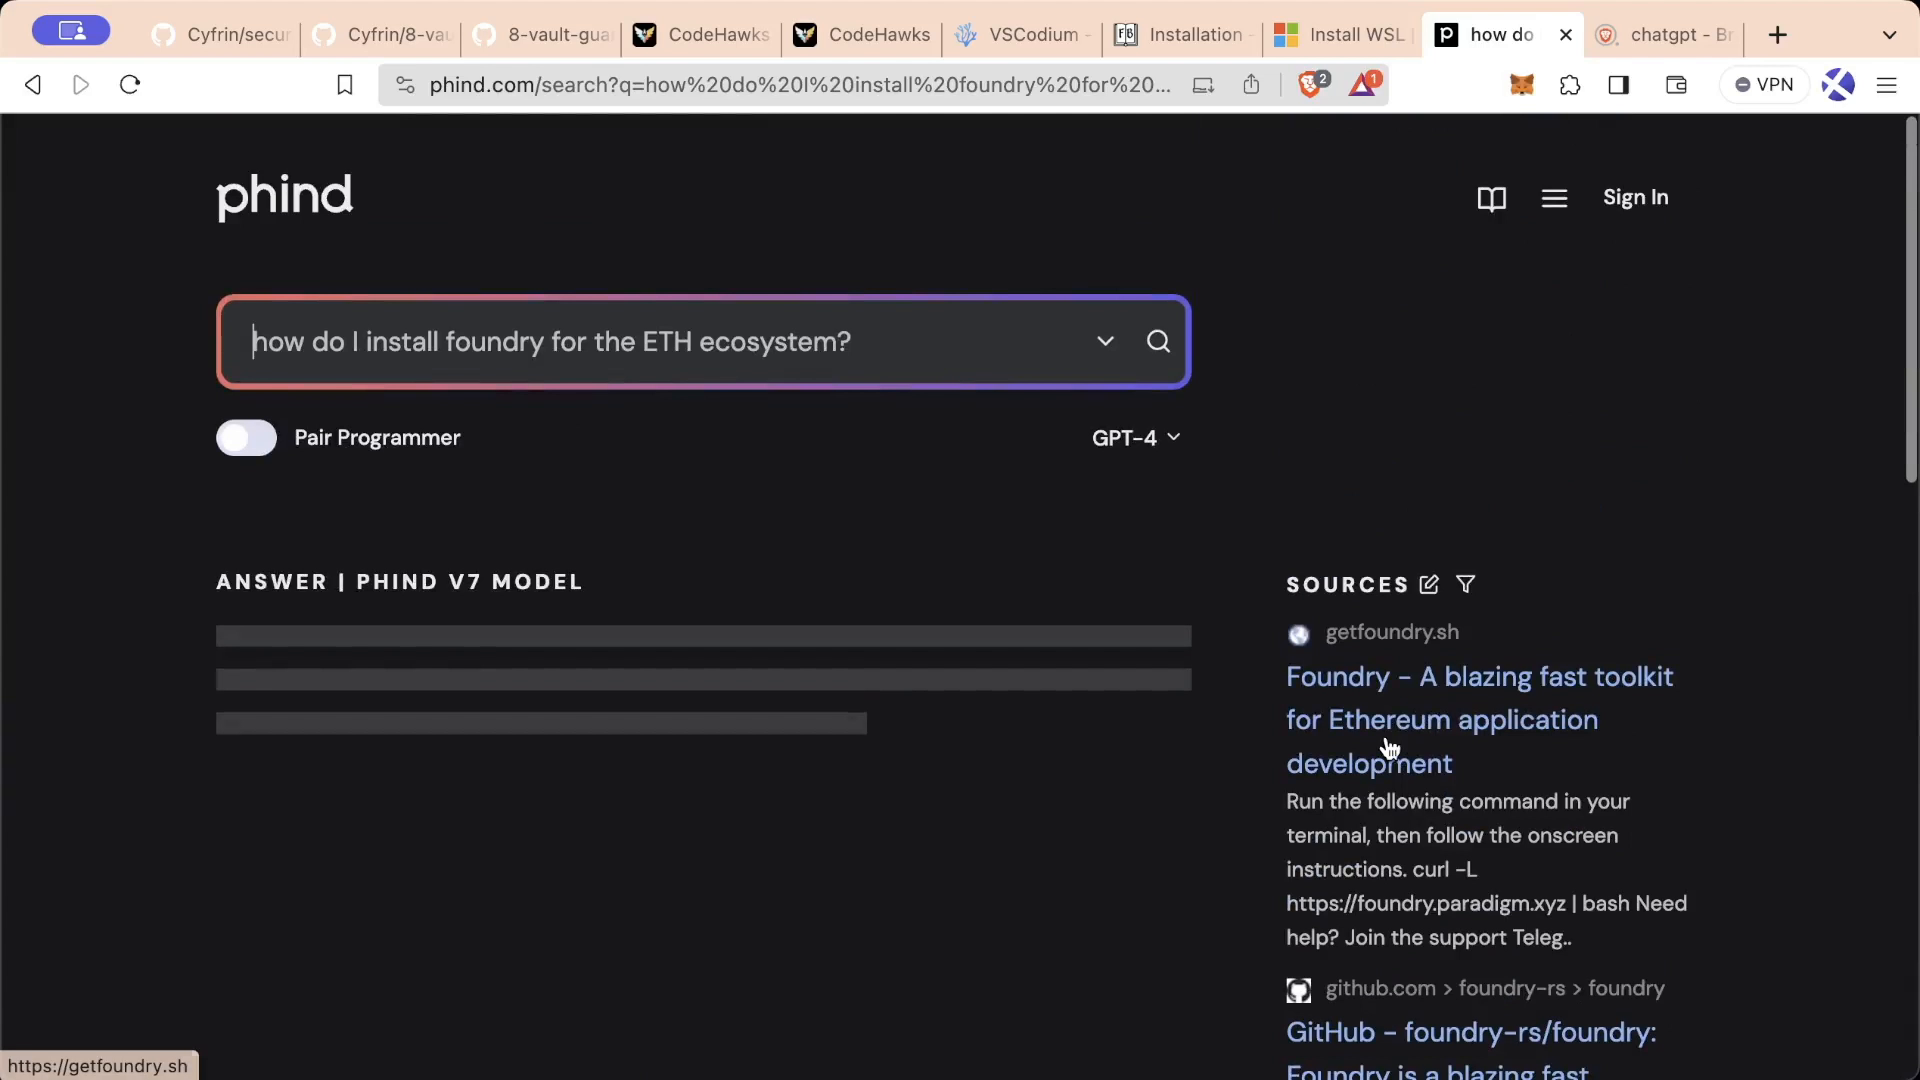 Cyfrin/secur
Cyfrin/8-vau
8-vault-gua
CodeHawks
CodeHawks
VSCodium -
Installation -
Install WSL
how do
chatgpt - Br
phind.com/search?q=how%20do%20I%20install%20foundry%20for%20...
2
1
VPN
phind
Sign In
how do I install foundry for the ETH ecosystem?
Pair Programmer
GPT-4
ANSWER | PHIND V7 MODEL
SOURCES
getfoundry.sh
Foundry - A blazing fast toolkit
for Ethereum application
development
Run the following command in your
terminal, then follow the onscreen
instructions. curl -L
https://foundry.paradigm.xyz | bash Need
help? Join the support Teleg..
github.com > foundry-rs > foundry
GitHub - foundry-rs/foundry:
Foundry is a blazing fast
https://getfoundry.sh